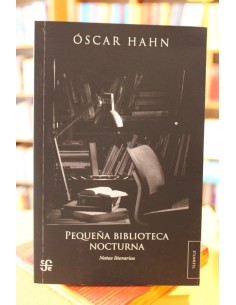 ÓSCAR HAHN
PEQUEÑA BIBLIOTECA
NOCTURNA
Notas literarias